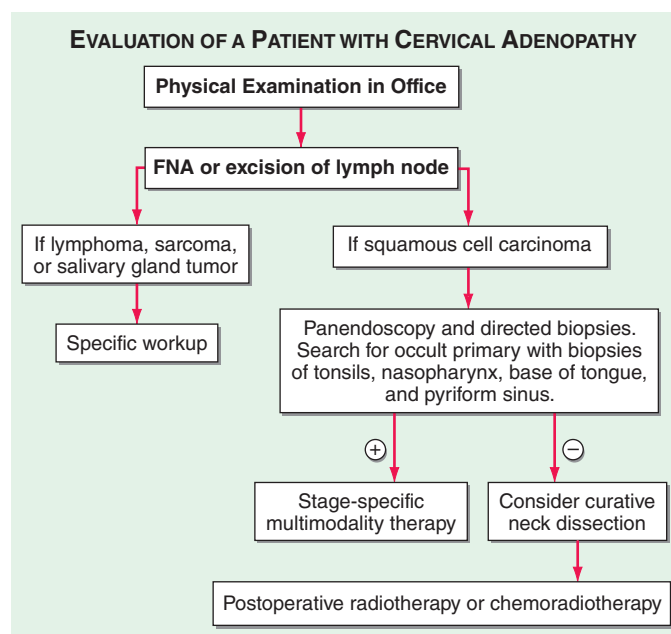 EVALUATION OF A PATIENT WITH CERVICAL ADENOPATHY
Physical Examination in Office
FNA or excision of lymph node
If lymphoma, sarcoma,
or salivary gland tumor
If squamous cell carcinoma
Specific workup
Panendoscopy and directed biopsies.
Search for occult primary with biopsies
of tonsils, nasopharynx, base of tongue,
and pyriform sinus.
+
−
Stage-specific
multimodality therapy
Consider curative
neck dissection
Postoperative radiotherapy or chemoradiotherapy